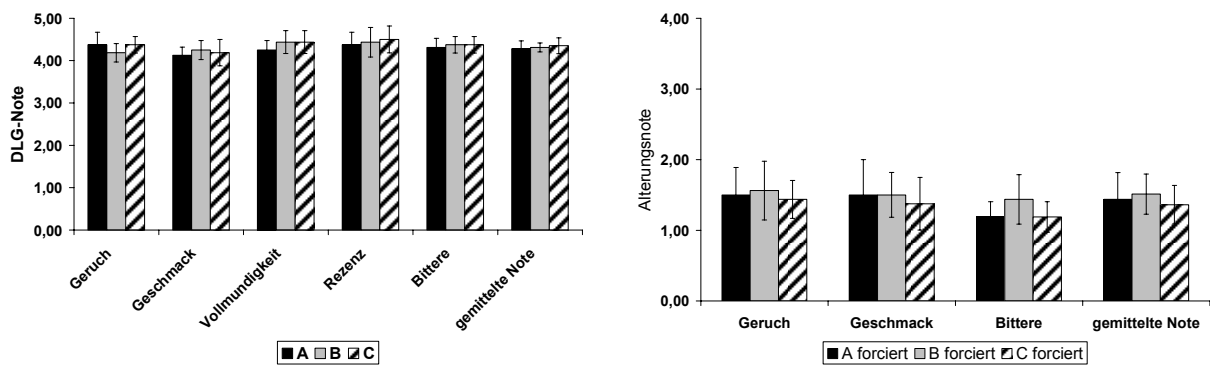 5,00
4,00
3,00
2,00
1,00
0,00
DLG-Note
Geruch
Geschmack
Vollmundigkeit
Rezenz
Bittere
gemittelte Note
A B C
4,00
3,00
2,00
1,00
0,00
Alterungsnote
Geruch Geschmack Bittere gemittelte Note
A forciert B forciert C forciert